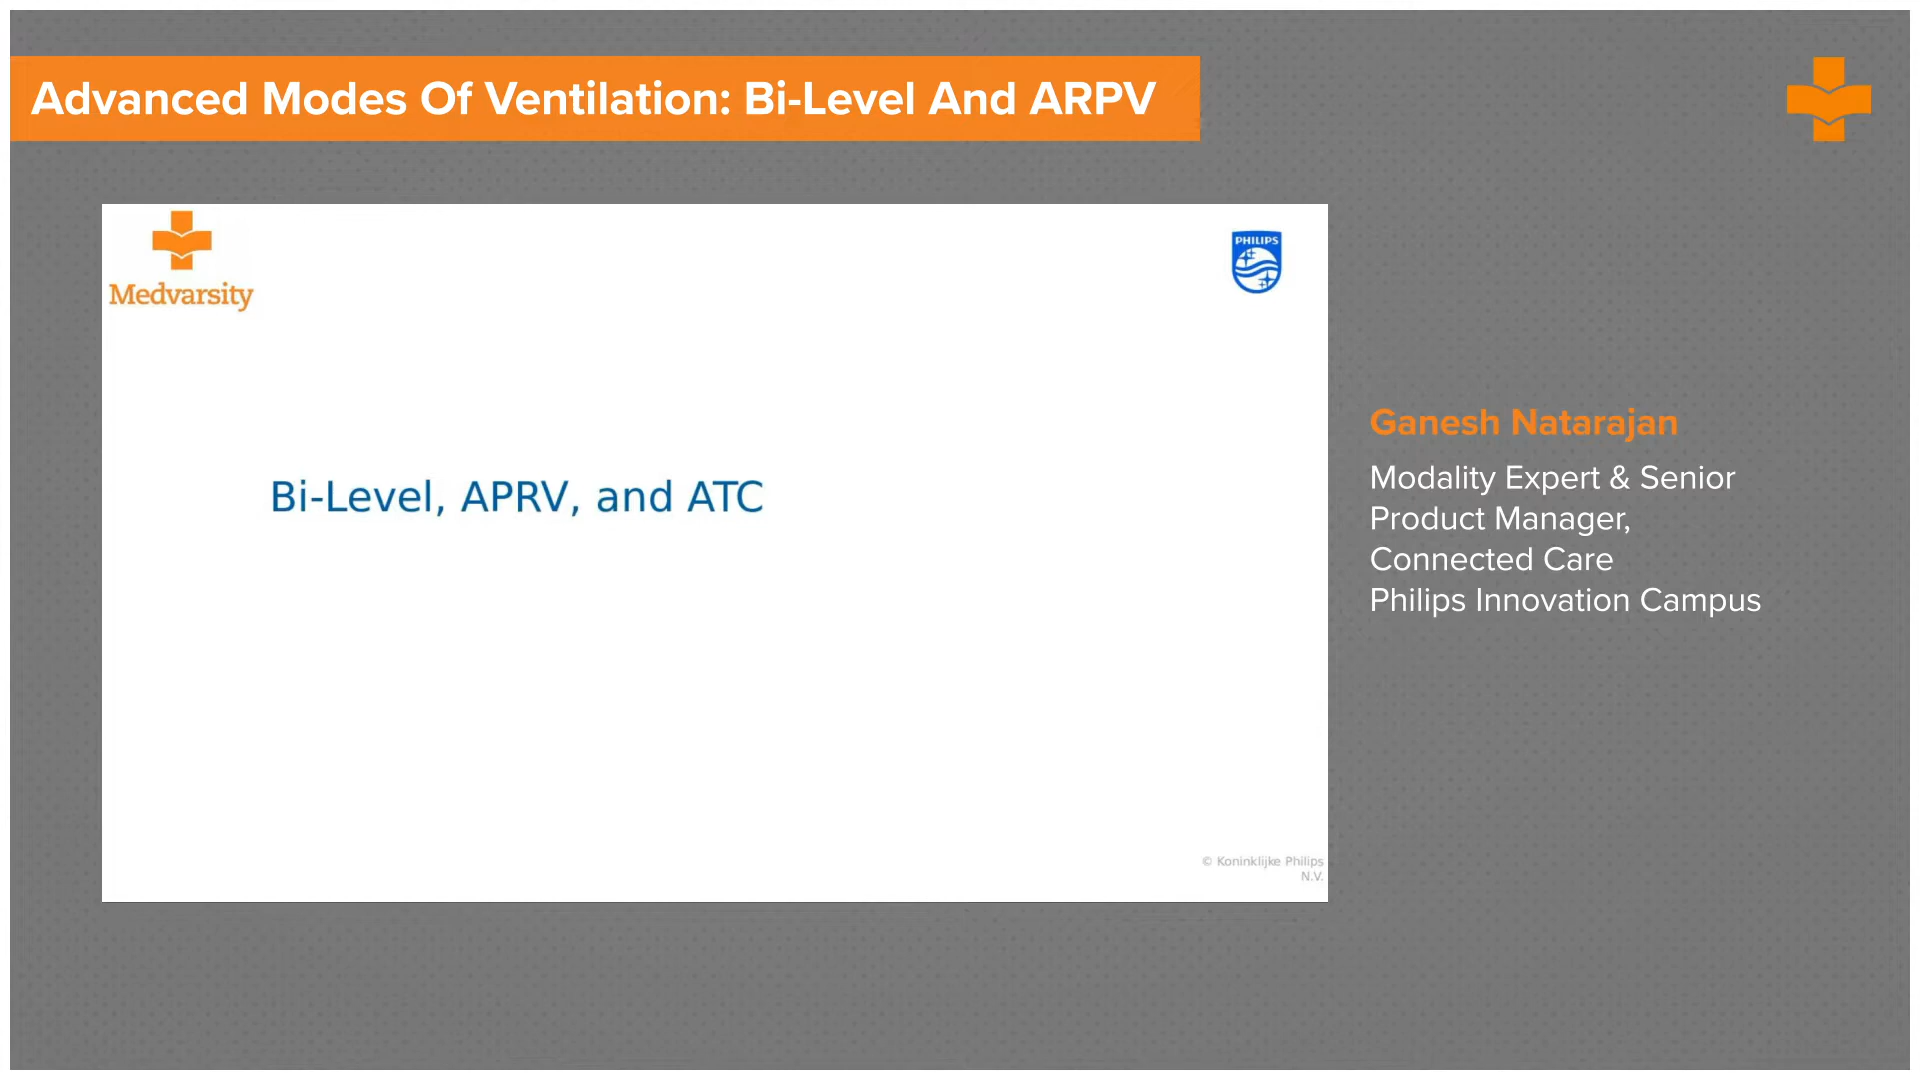 Advanced Modes Of Ventilation: Bi-Level And ARPV
Medvarsity
PHILIPS
Bi-Level, APRV, and ATC
© Koninklijke Philips
N.V.
Ganesh Natarajan
Modality Expert & Senior
Product Manager,
Connected Care
Philips Innovation Campus